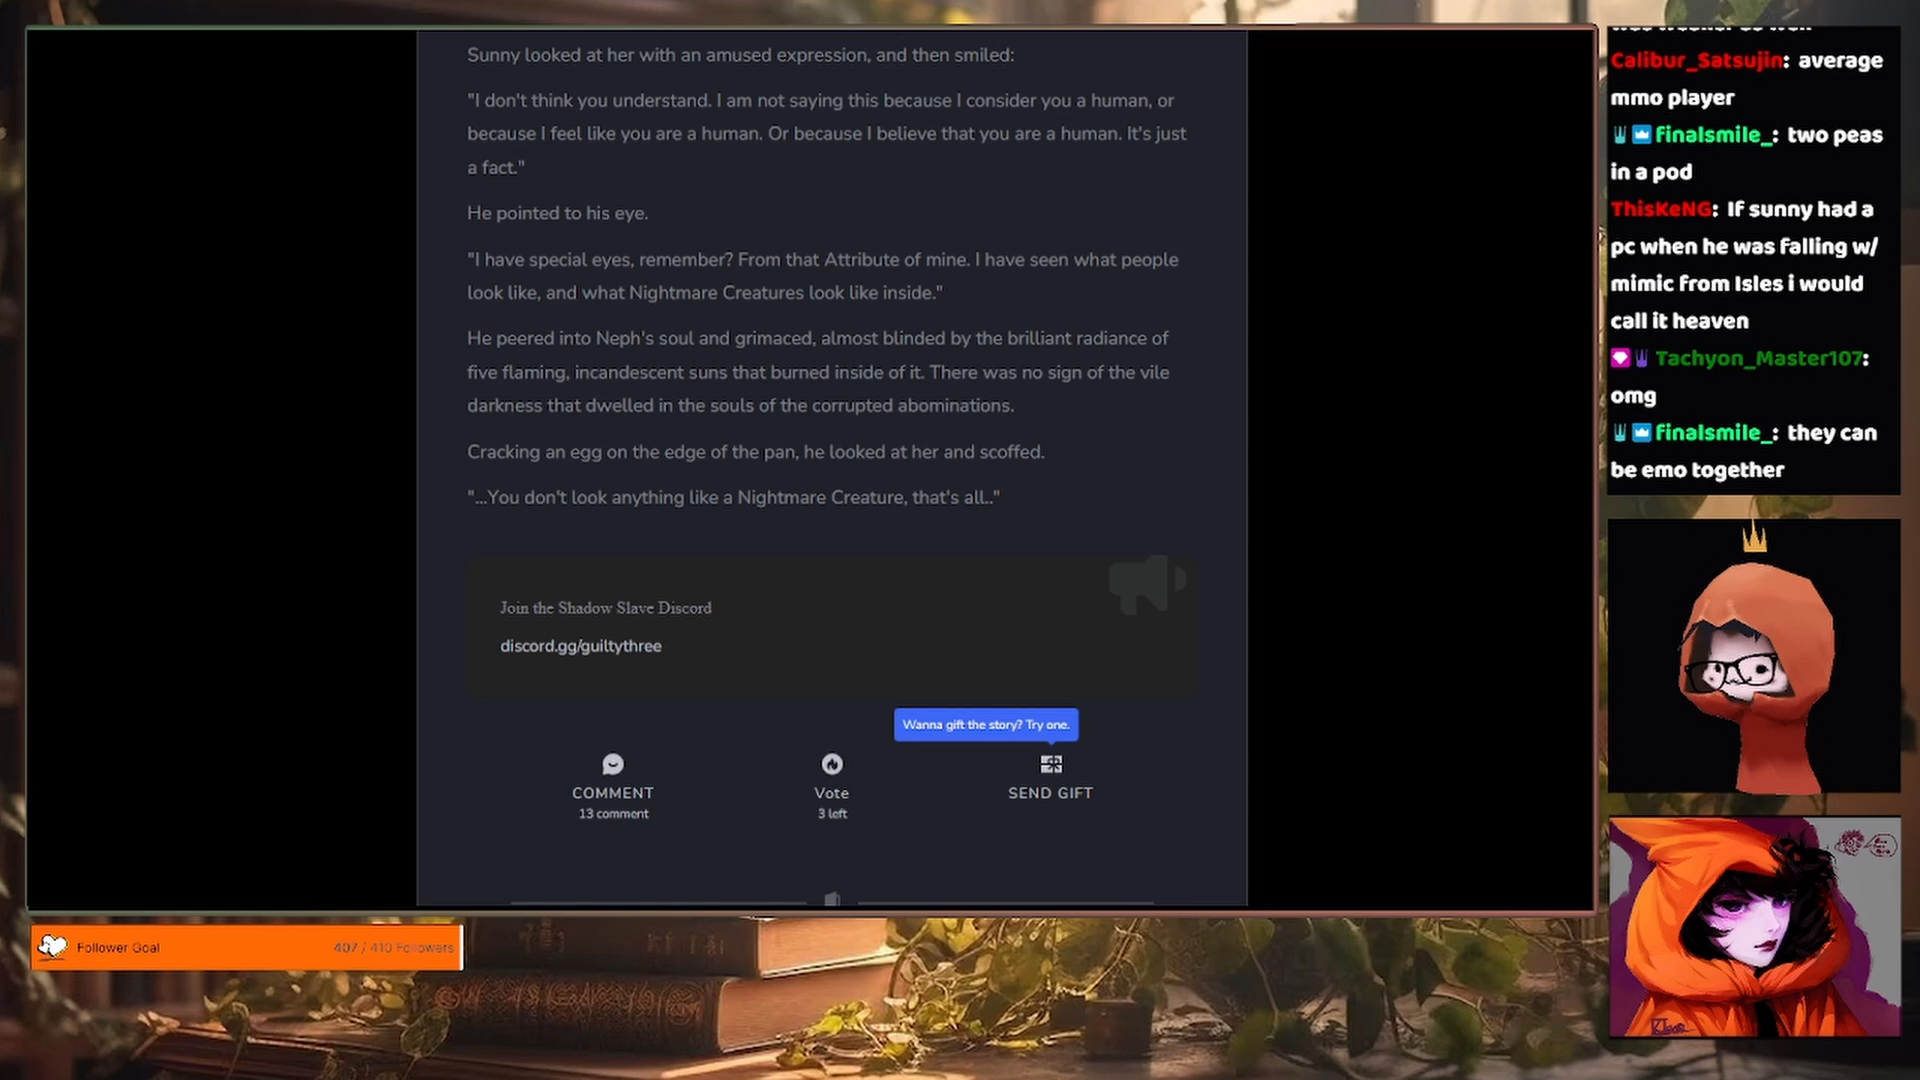 Sunny looked at her with an amused expression, and then smiled:
"I don't think you understand. I am not saying this because I consider you a human, or
because I feel like you are a human. Or because I believe that you are a human. It's just
a fact."
He pointed to his eye.
"I have special eyes, remember? From that Attribute of mine. I have seen what people
look like, and what Nightmare Creatures look like inside."
He peered into Neph's soul and grimaced, almost blinded by the brilliant radiance of
five flaming, incandescent suns that burned inside of it. There was no sign of the vile
darkness that dwelled in the souls of the corrupted abominations.
Cracking an egg on the edge of the pan, he looked at her and scoffed.
"...You don't look anything like a Nightmare Creature, that's all.."
Join the Shadow Slave Discord
discord.gg/guiltythree
Wanna gift the story? Try one.
COMMENT
13 comment
Vote
3 left
SEND GIFT
Follower Goal
407 / 410 Followers
Calibur_Satsujin: average
mmo player
finalsmile_: two peas
in a pod
ThisKeNG: If sunny had a
pc when he was falling w/
mimic from Isles i would
call it heaven
Tachyon_Master107:
omg
finalsmile_: they can
be emo together